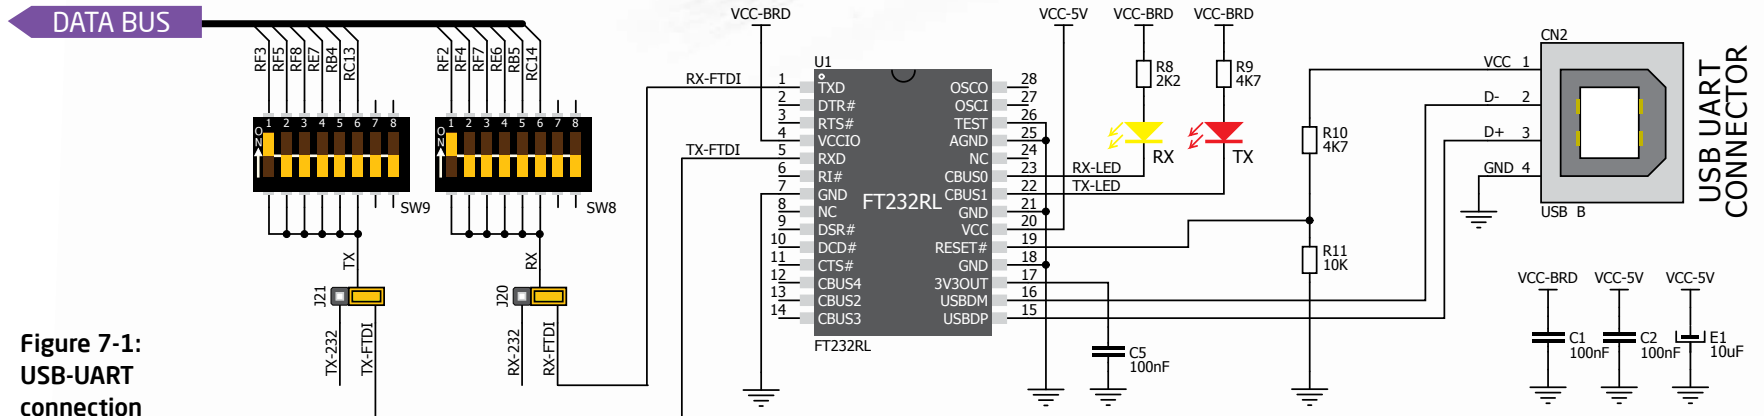 DATA BUS
RF3
RF5
RF8
RE7
RB4
RC13
RF2
RF4
RF7
RE6
RB5
RC14
1 2 3 4 5 6 7 8
ON
SW9
1 2 3 4 5 6 7 8
ON
SW8
TX
RX
J21
J20
TX-232
TX-FTDI
RX-232
RX-FTDI
Figure 7-1:
USB-UART
connection
VCC-BRD
RX-FTDI
TX-FTDI
U1
1 TXD
2 DTR#
3 RTS#
4 VCCIO
5 RXD
6 RI#
7 GND
8 NC
9 DSR#
10 DCD#
11 CTS#
12 CBUS4
13 CBUS2
14 CBUS3
FT232RL
OSCO 28
OSCI 27
TEST 26
AGND 25
NC 24
CBUS0 23
CBUS1 22
GND 21
VCC 20
RESET# 19
GND 18
3V3OUT 17
USBDM 16
USBDP 15
FT232RL
VCC-5V
VCC-BRD
VCC-BRD
R8
2K2
R9
4K7
RX
TX
RX-LED
TX-LED
C5
100nF
R10
4K7
R11
10K
CN2
VCC 1
D- 2
D+ 3
GND 4
USB B
USB UART
CONNECTOR
VCC-BRD
VCC-5V
VCC-5V
C1
100nF
C2
100nF
E1
10uF